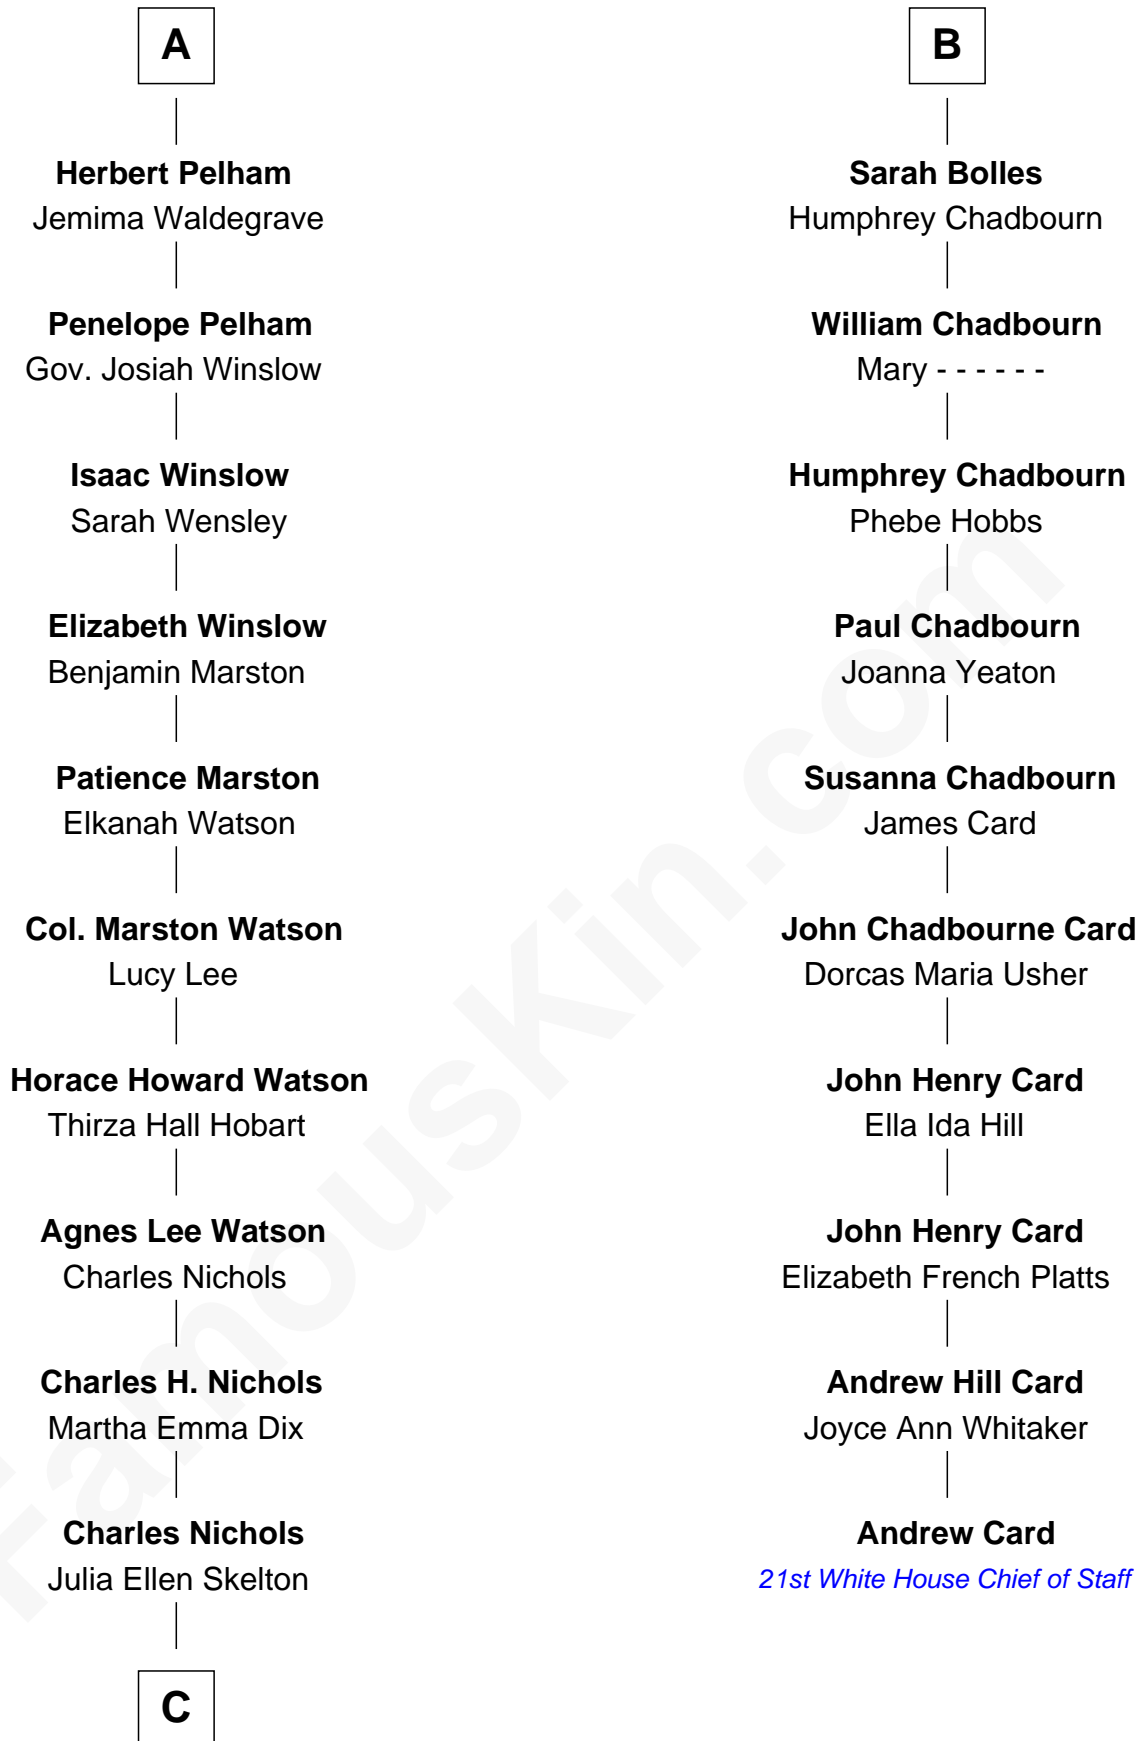 A
Herbert Pelham
Jemima Waldegrave
Penelope Pelham
Gov. Josiah Winslow
Isaac Winslow
Sarah Wensley
Elizabeth Winslow
Benjamin Marston
Patience Marston
Elkanah Watson
Col. Marston Watson
Lucy Lee
Horace Howard Watson
Thirza Hall Hobart
Agnes Lee Watson
Charles Nichols
Charles H. Nichols
Martha Emma Dix
Charles Nichols
Julia Ellen Skelton
C
B
Sarah Bolles
Humphrey Chadbourn
William Chadbourn
Mary - - - - - -
Humphrey Chadbourn
Phebe Hobbs
Paul Chadbourn
Joanna Yeaton
Susanna Chadbourn
James Card
John Chadbourne Card
Dorcas Maria Usher
John Henry Card
Ella Ida Hill
John Henry Card
Elizabeth French Platts
Andrew Hill Card
Joyce Ann Whitaker
Andrew Card
21st White House Chief of Staff
FamousKin.com